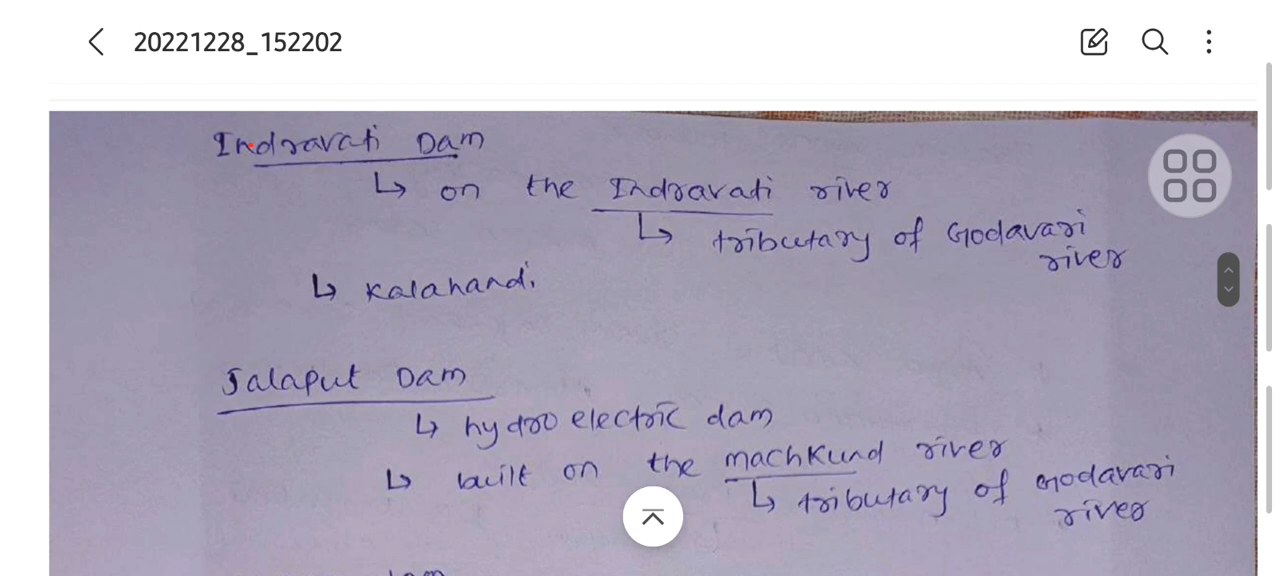 20221228_152202
Indravati Dam
↳ on the Indravati river
↳ tributary of Godavari
river
↳ Kalahandi
Jalaput Dam
↳ hydro electric dam
↳ built on the machkund river
↳ tributary of Godavari
river